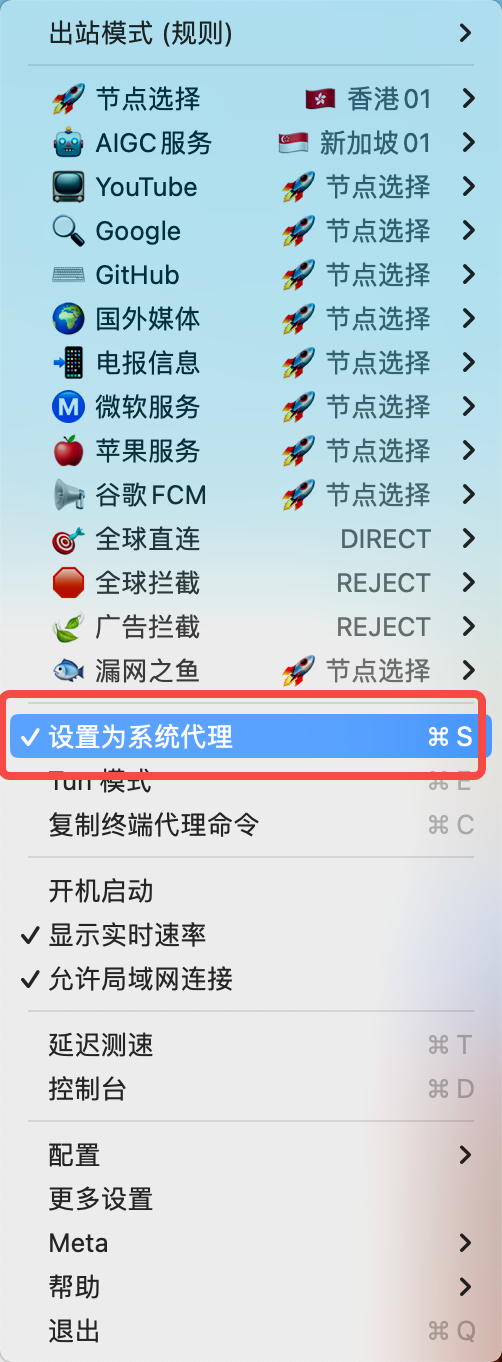 出站模式 (规则)
节点选择 香港01
AIGC服务 新加坡01
YouTube 节点选择
Google 节点选择
GitHub 节点选择
国外媒体 节点选择
电报信息 节点选择
微软服务 节点选择
苹果服务 节点选择
谷歌FCM 节点选择
全球直连 DIRECT
全球拦截 REJECT
广告拦截 REJECT
漏网之鱼 节点选择
设置为系统代理 ⌘ S
Tun 模式 ⌘ E
复制终端代理命令 ⌘ C
开机启动
显示实时速率
允许局域网连接
延迟测速 ⌘ T
控制台 ⌘ D
配置
更多设置
Meta
帮助
退出 ⌘ Q